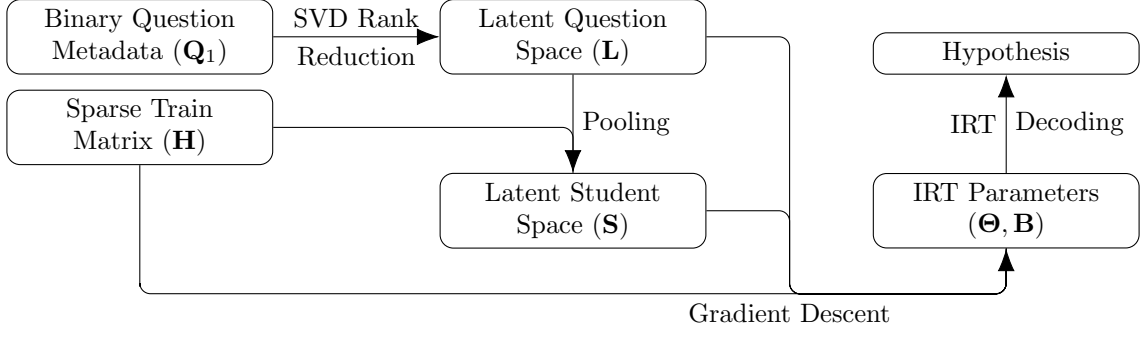 Binary Question
Metadata (Q₁)
SVD Rank
Reduction
Latent Question
Space (L)
Hypothesis
Sparse Train
Matrix (H)
Pooling
IRT
Decoding
Latent Student
Space (S)
IRT Parameters
(Θ, B)
Gradient Descent